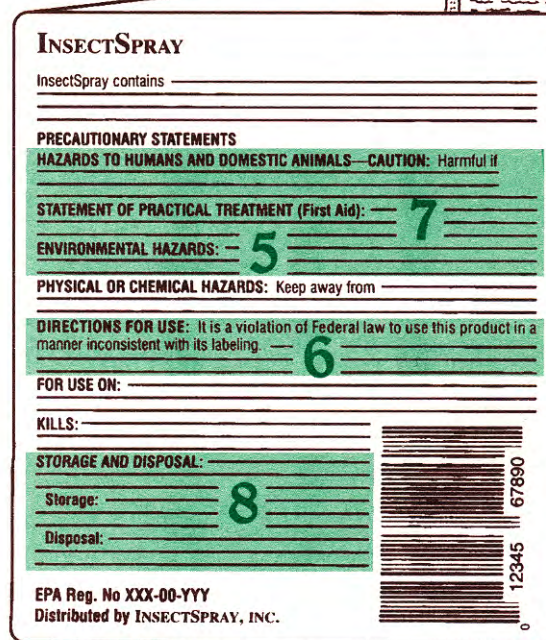 INSECTSPRAY
InsectSpray contains
PRECAUTIONARY STATEMENTS
HAZARDS TO HUMANS AND DOMESTIC ANIMALS—CAUTION: Harmful if
STATEMENT OF PRACTICAL TREATMENT (First Aid):
7
ENVIRONMENTAL HAZARDS:
5
PHYSICAL OR CHEMICAL HAZARDS: Keep away from
DIRECTIONS FOR USE: It is a violation of Federal law to use this product in a
manner inconsistent with its labeling.
6
FOR USE ON:
KILLS:
STORAGE AND DISPOSAL:
Storage:
8
Disposal:
0 12345 67890
EPA Reg. No XXX-00-YYY
Distributed by INSECTSPRAY, INC.